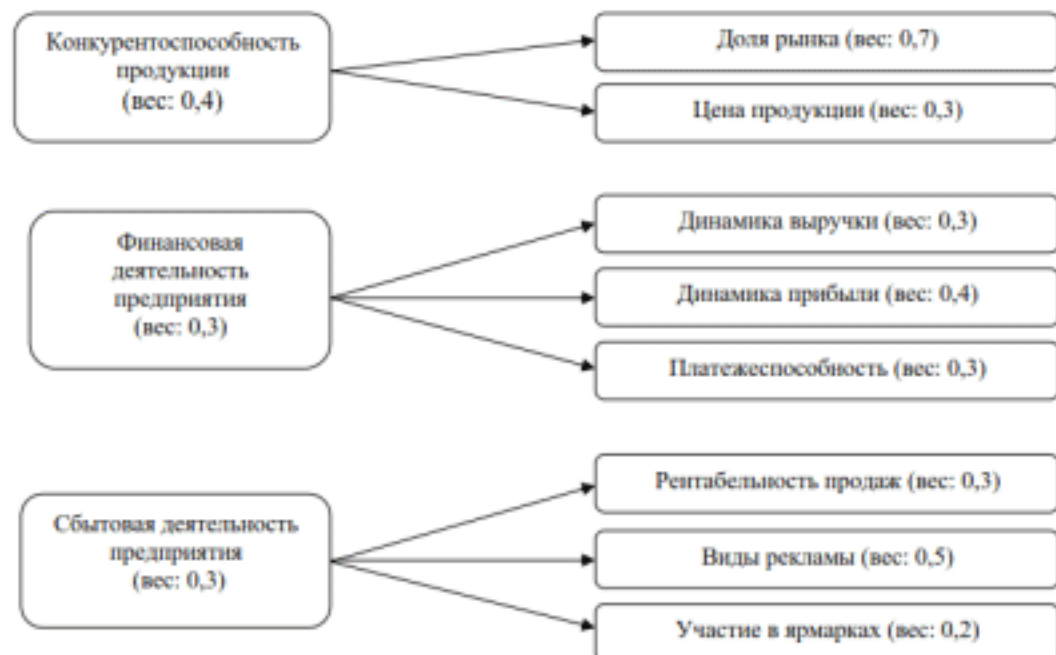 Конкурентоспособность
продукции
(вес: 0,4)
Доля рынка (вес: 0,7)
Цена продукции (вес: 0,3)
Финансовая
деятельность
предприятия
(вес: 0,3)
Динамика выручки (вес: 0,3)
Динамика прибыли (вес: 0,4)
Платежеспособность (вес: 0,3)
Сбытовая деятельность
предприятия
(вес: 0,3)
Рентабельность продаж (вес: 0,3)
Виды рекламы (вес: 0,5)
Участие в ярмарках (вес: 0,2)